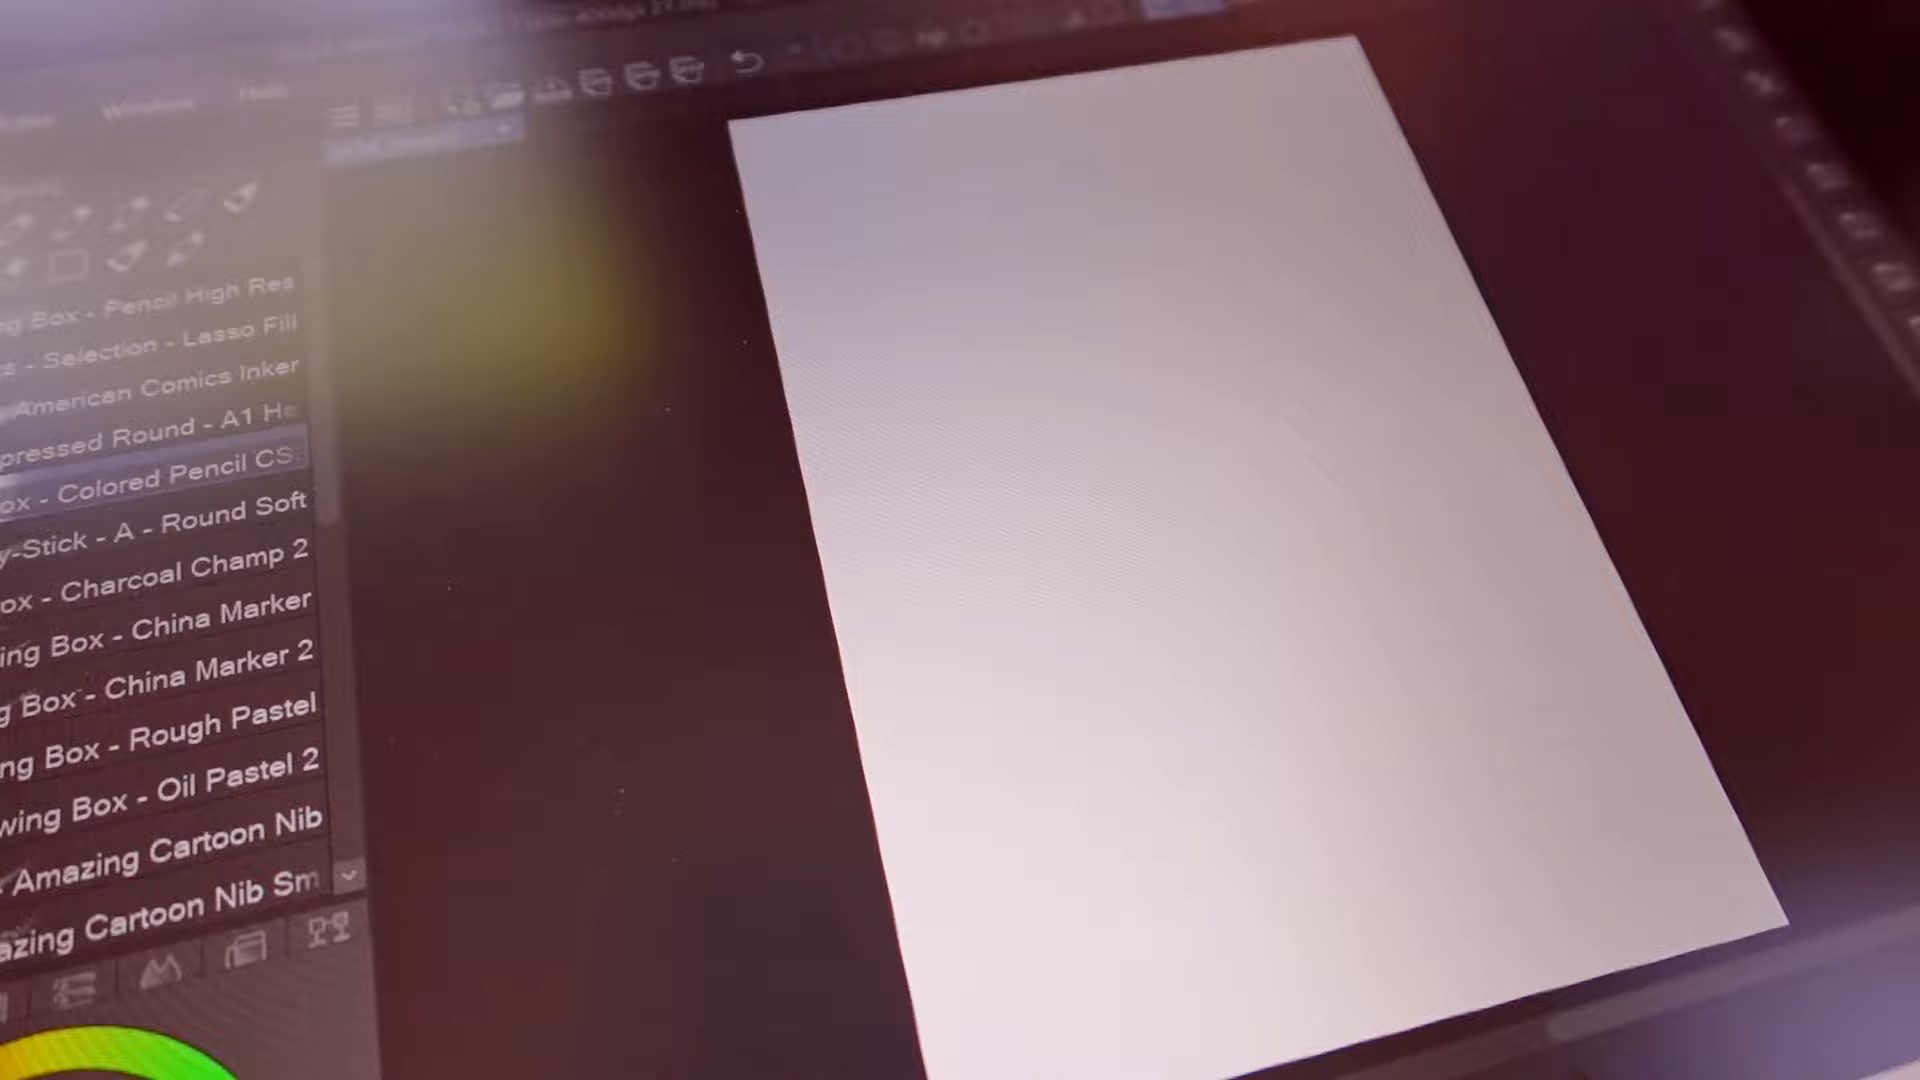 Window Help
ng Box - Pencil High Res
s - Selection - Lasso Fill
American Comics Inker
pressed Round - A1 He
ox - Colored Pencil CS
y-Stick - A - Round Soft
ox - Charcoal Champ 2
ing Box - China Marker
g Box - China Marker 2
ng Box - Rough Pastel
wing Box - Oil Pastel 2
Amazing Cartoon Nib
azing Cartoon Nib Sm